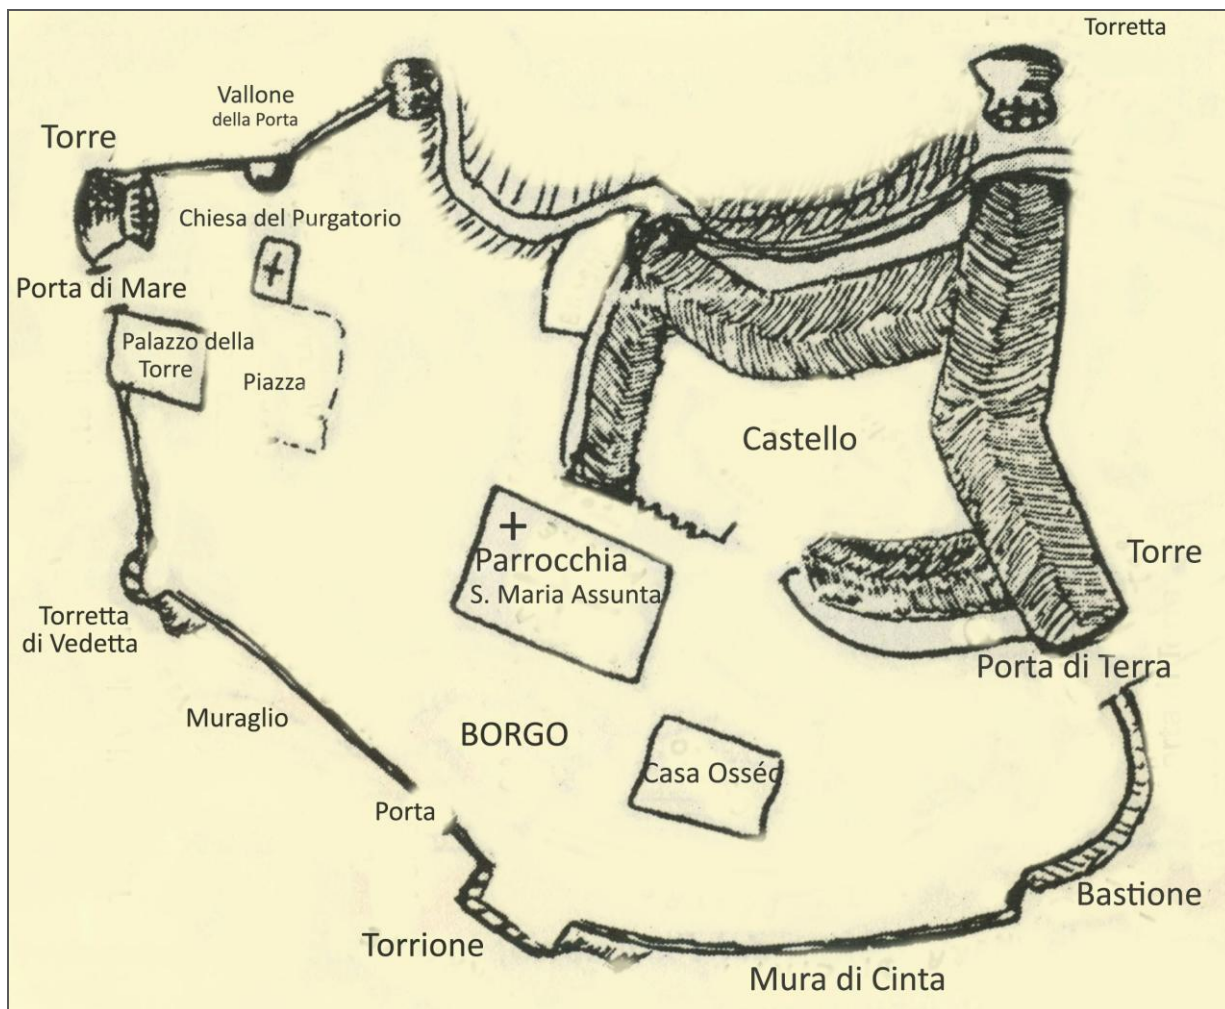 Torretta
Vallone
della Porta
Torre
Chiesa del Purgatorio
Porta di Mare
Palazzo della
Torre
Piazza
Castello
Parrocchia
S. Maria Assunta
Torre
Torretta
di Vedetta
Porta di Terra
Muraglio
BORGO
Casa Osséo
Porta
Bastione
Torrione
Mura di Cinta